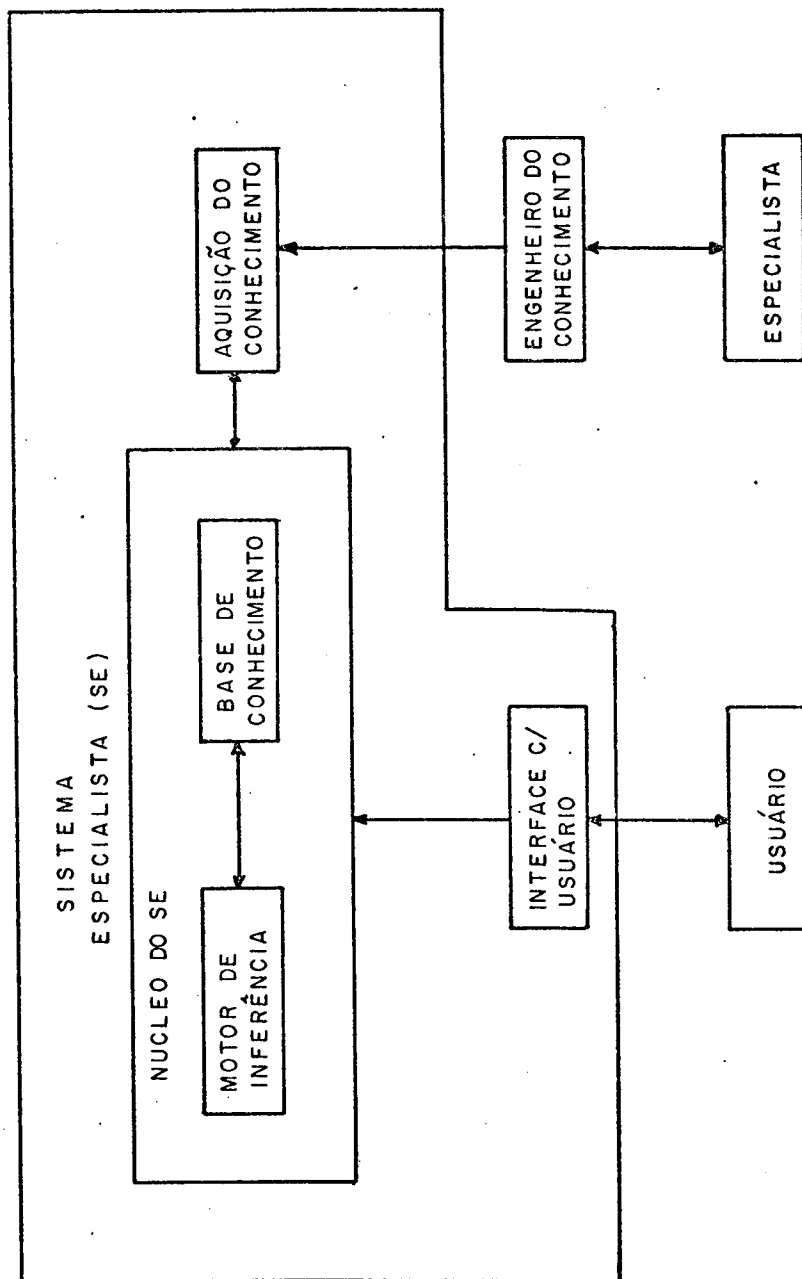 SISTEMA
ESPECIALISTA (SE)
NUCLEO DO SE
MOTOR DE
INFERÊNCIA
BASE DE
CONHECIMENTO
AQUISIÇÃO DO
CONHECIMENTO
INTERFACE C/
USUÁRIO
ENGENHEIRO DO
CONHECIMENTO
USUÁRIO
ESPECIALISTA